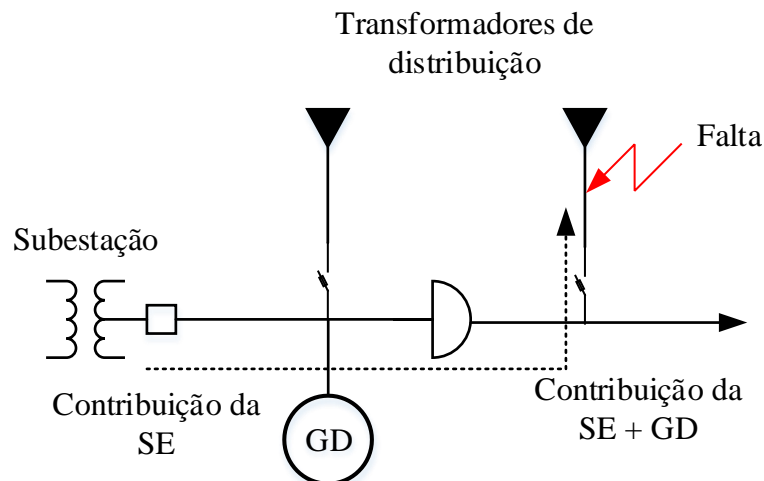 Transformadores de
distribuição
Falta
Subestação
Contribuição da
SE
GD
Contribuição da
SE + GD